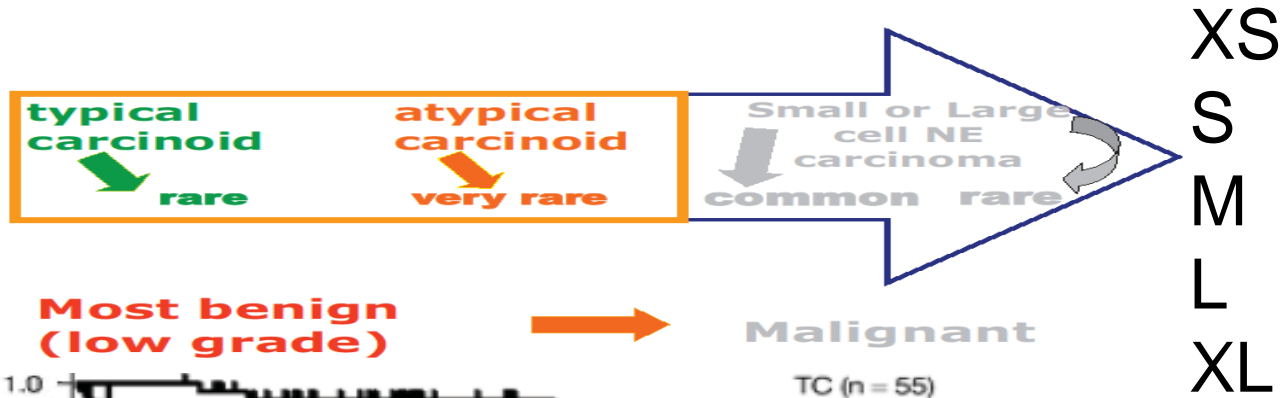 typical
carcinoid
rare
atypical
carcinoid
very rare
Small or Large
cell NE
carcinoma
common rare
XS
S
M
L
XL
Most benign
(low grade)
Malignant
1.0
TC (n = 55)